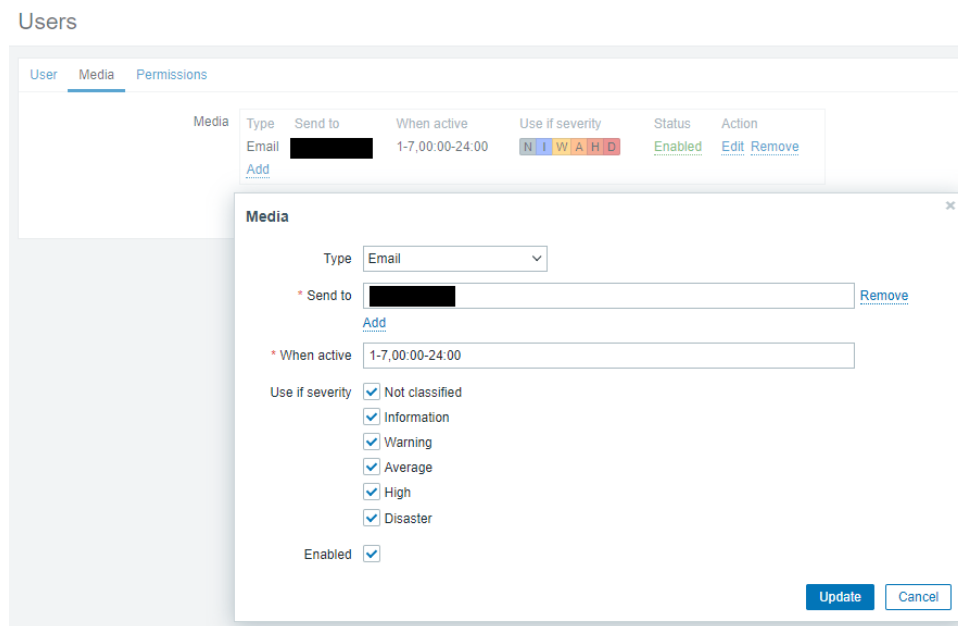 Users
User Media Permissions
Media Type Send to When active Use if severity Status Action
Email 1-7,00:00-24:00 N I W A H D Enabled Edit Remove
Add
Media ×
Type Email
* Send to Remove
Add
* When active 1-7,00:00-24:00
Use if severity Not classified
Information
Warning
Average
High
Disaster
Enabled
Update Cancel